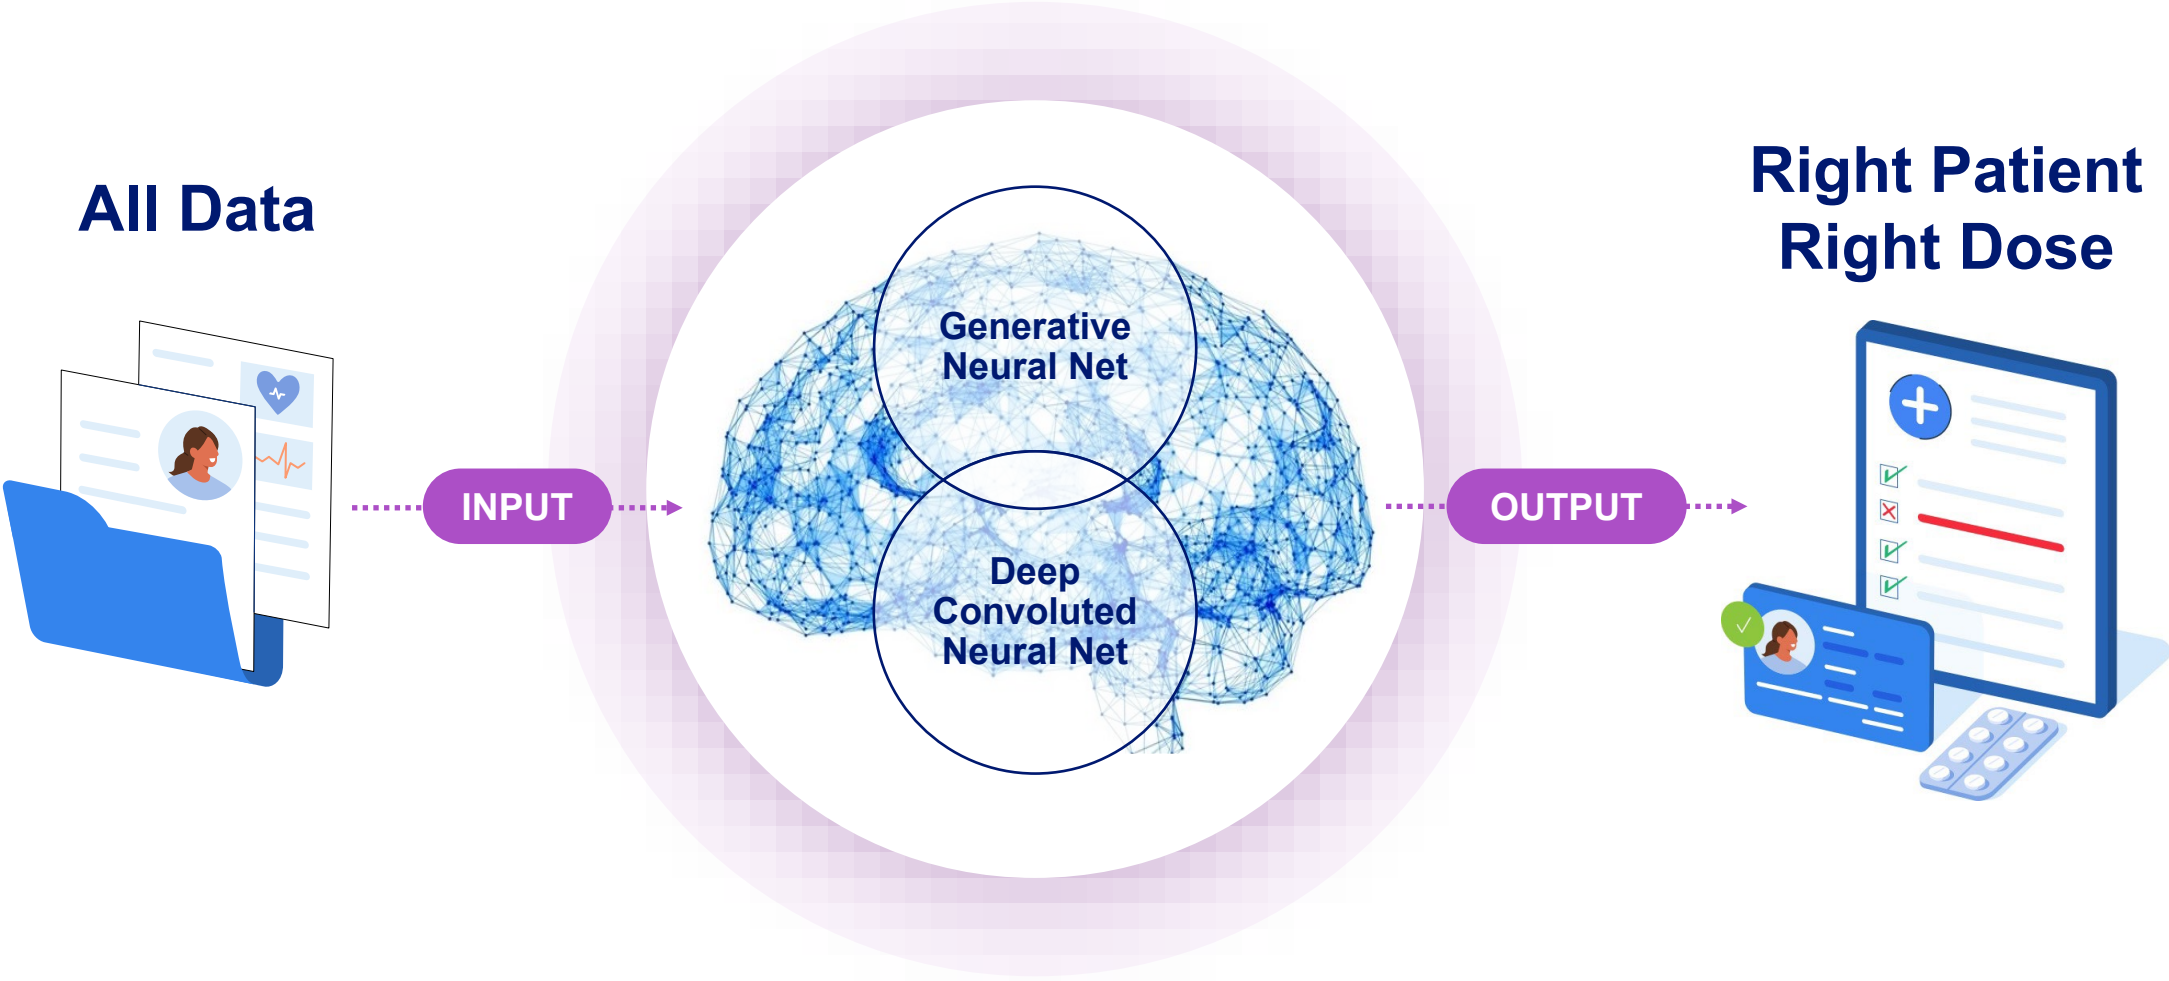 All Data
INPUT
Generative
Neural Net
Deep
Convoluted
Neural Net
OUTPUT
Right Patient
Right Dose